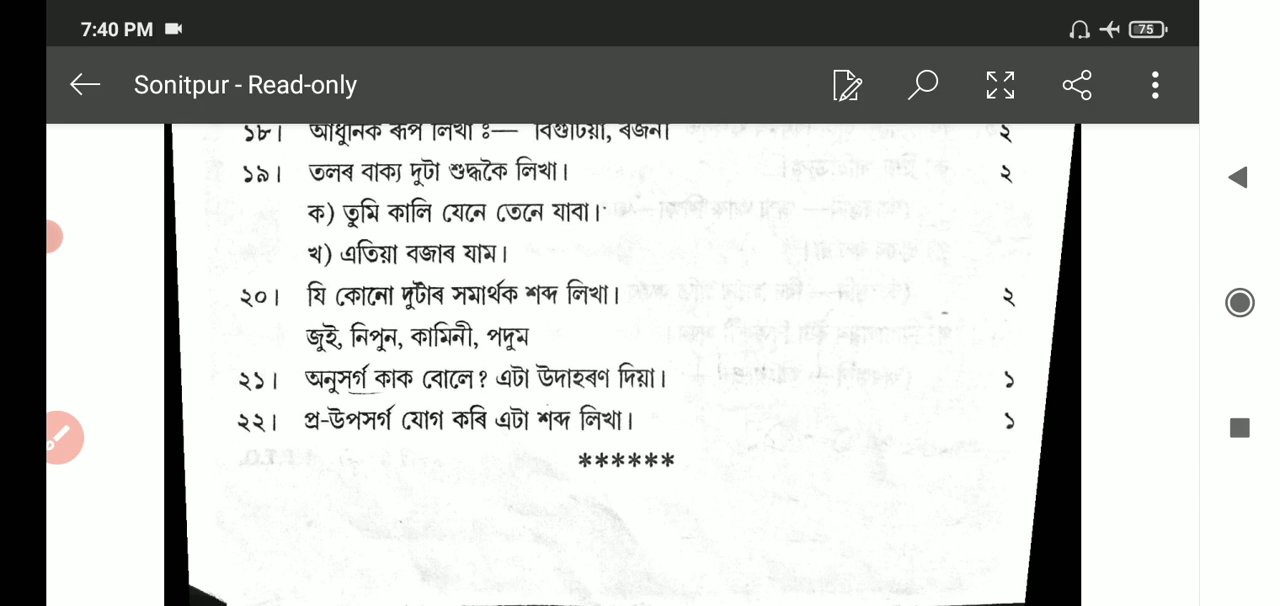 7:40 PM
75
Sonitpur - Read-only
১৮। আধুনিক ৰূপ লিখা ঃ— বিগুটিয়া, ৰজনী ২
১৯। তলৰ বাক্য দুটা শুদ্ধকৈ লিখা। ২
ক) তুমি কালি যেনে তেনে যাবা।
খ) এতিয়া বজাৰ যাম।
২০। যি কোনো দুটাৰ সমাৰ্থক শব্দ লিখা। ২
জুই, নিপুন, কামিনী, পদুম
২১। অনুসৰ্গ কাক বোলে? এটা উদাহৰণ দিয়া। ১
২২। প্ৰ-উপসৰ্গ যোগ কৰি এটা শব্দ লিখা। ১
******